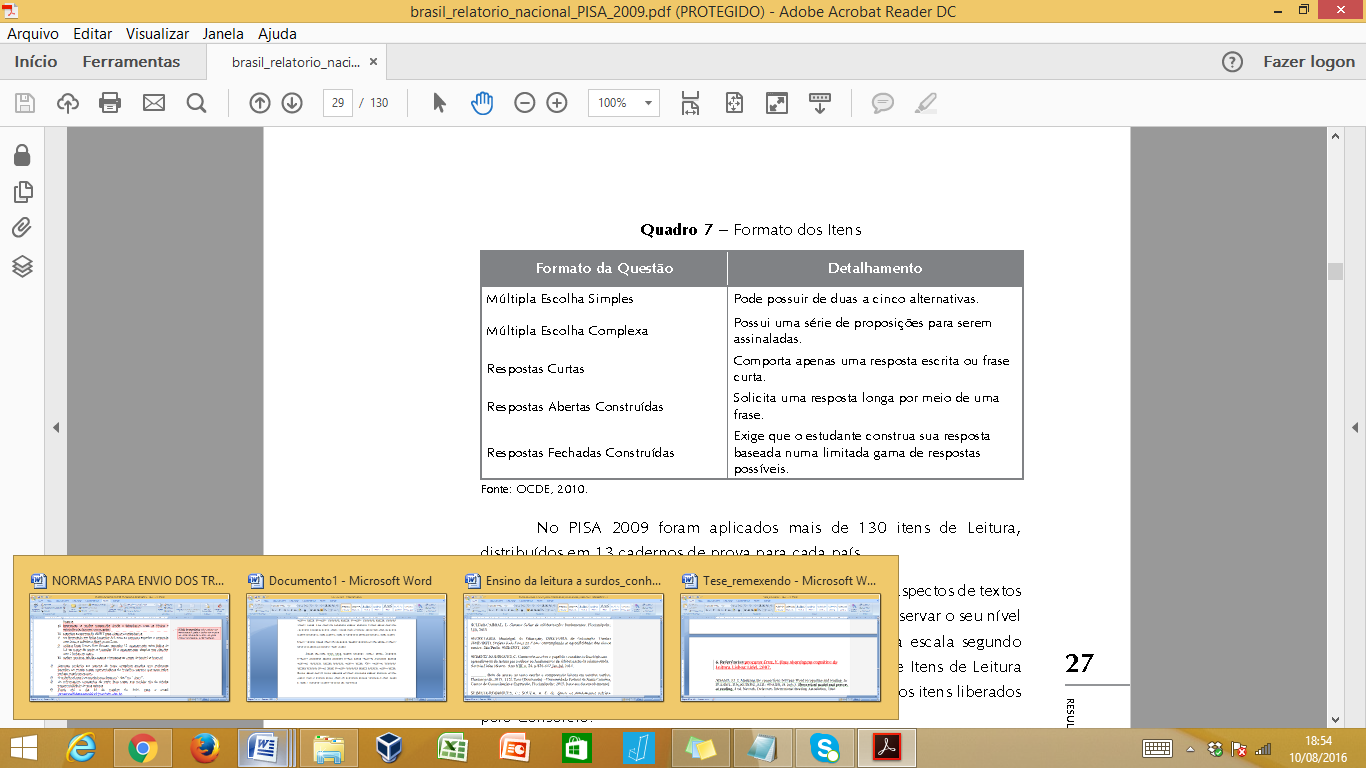 brasil_relatorio_nacional_PISA_2009.pdf (PROTEGIDO) - Adobe Acrobat Reader DC
Arquivo Editar Visualizar Janela Ajuda
Início Ferramentas brasil_relatorio_naci... × ? Fazer logon
29 / 130 100%
Quadro 7 – Formato dos Itens
Formato da Questão Detalhamento
Múltipla Escolha Simples Pode possuir de duas a cinco alternativas.
Múltipla Escolha Complexa Possui uma série de proposições para serem
assinaladas.
Respostas Curtas Comporta apenas uma resposta escrita ou frase
curta.
Respostas Abertas Construídas Solicita uma resposta longa por meio de uma
frase.
Respostas Fechadas Construídas Exige que o estudante construa sua resposta
baseada numa limitada gama de respostas
possíveis.
Fonte: OCDE, 2010.
No PISA 2009 foram aplicados mais de 130 itens de Leitura,
distribuídos em 13 cadernos de prova para cada país.
spectos de textos
servar o seu nível
a escala segundo
e Itens de Leitura
os itens liberados
pelo Consórcio.
27
RESUL
NORMAS PARA ENVIO DOS TR... Documento1 - Microsoft Word Ensino da leitura a surdos_conh... Tese_remexendo - Microsoft W...
18:54
10/08/2016